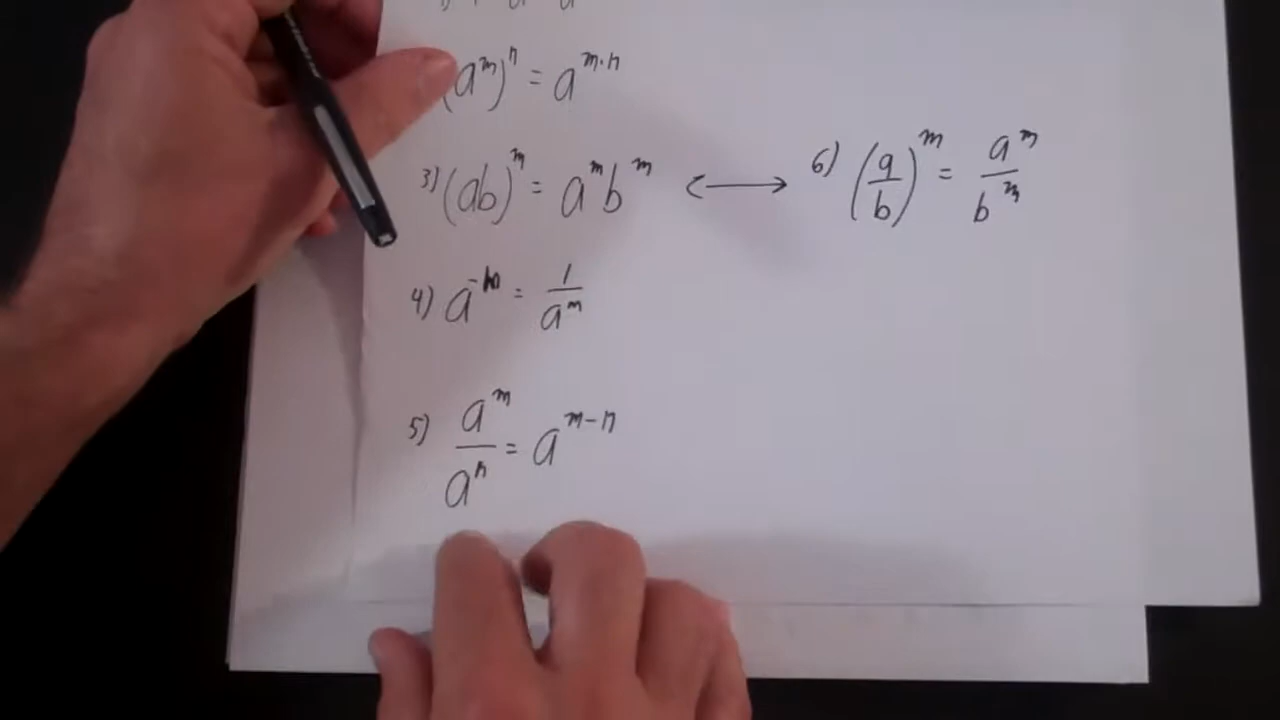 (a^m)^n = a^{m·n}
3) (ab)^m = a^m b^m ⟷ 6) (a/b)^m = a^m / b^m
4) a^{-m} = 1 / a^m
5) a^m / a^n = a^{m-n}